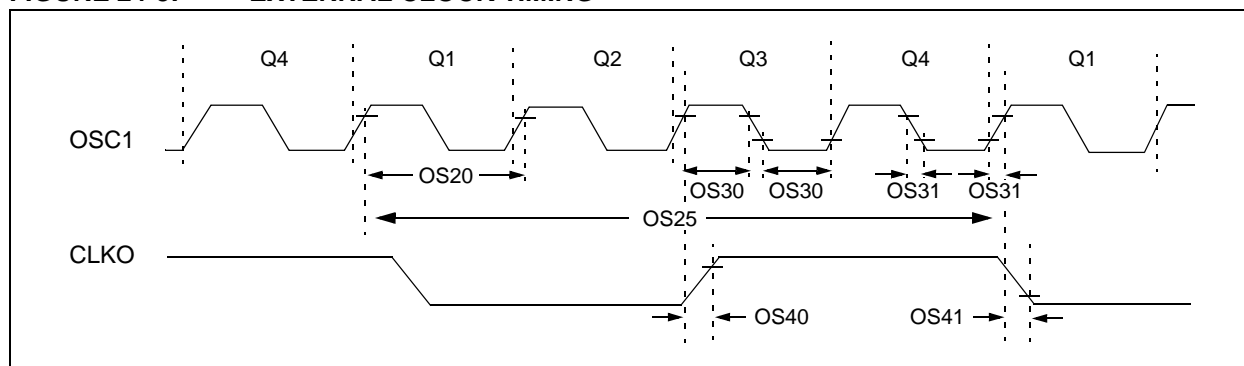 Q4 Q1 Q2 Q3 Q4 Q1
OSC1
OS20
OS30 OS30
OS31 OS31
OS25
CLKO
OS40
OS41